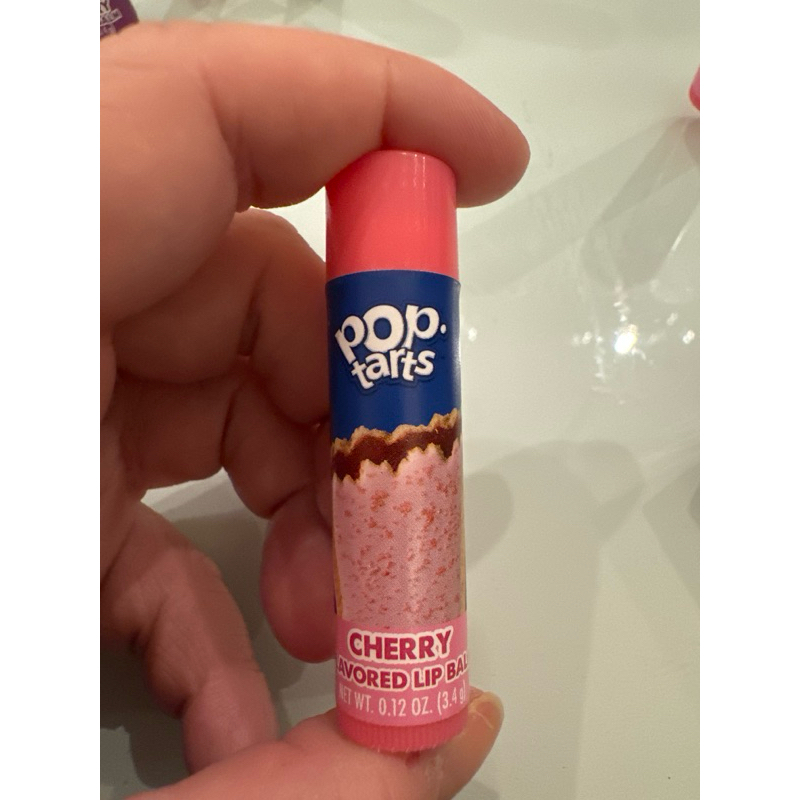 pop.
tarts
CHERRY
AVORED LIP BAL
NET WT. 0.12 OZ. (3.4 g)